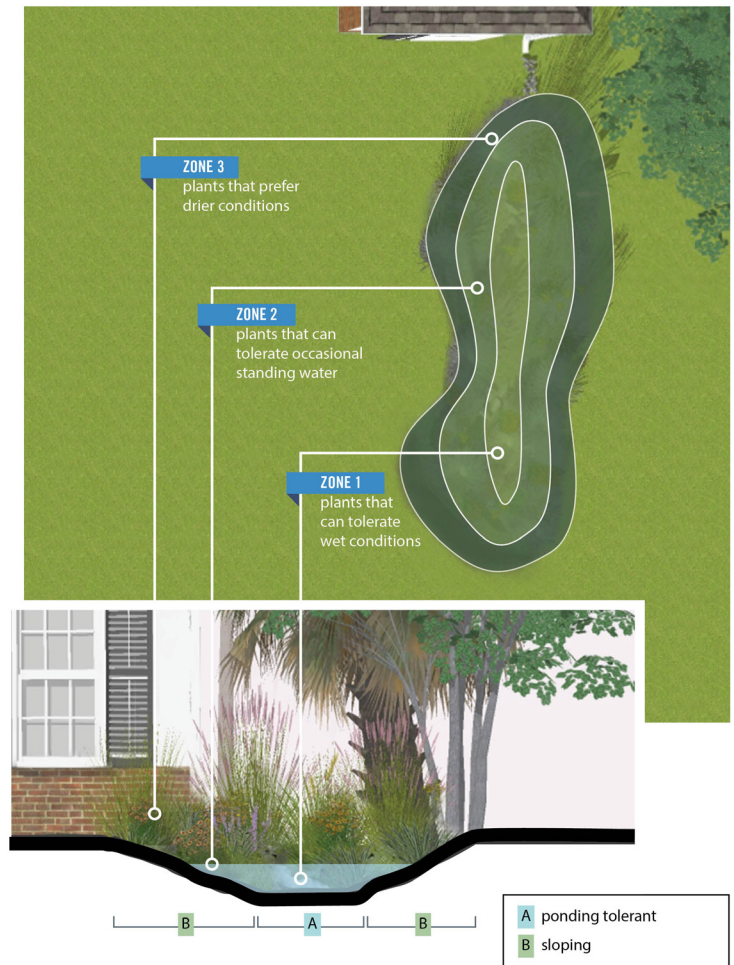 ZONE 3
plants that prefer
drier conditions
ZONE 2
plants that can
tolerate occasional
standing water
ZONE 1
plants that
can tolerate
wet conditions
B
A
B
A ponding tolerant
B sloping